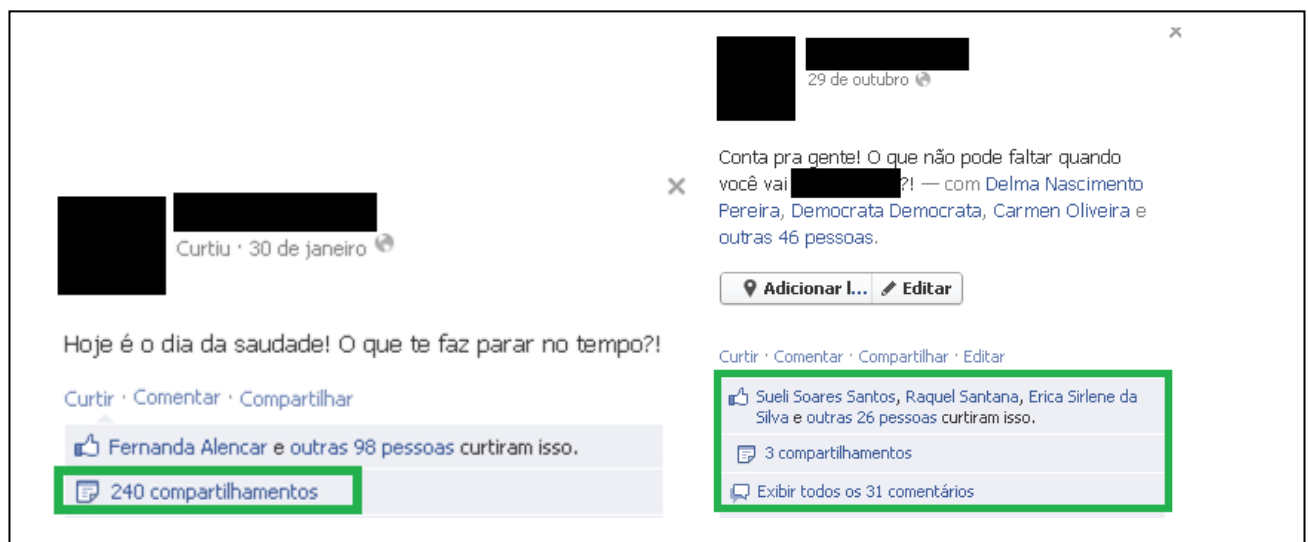 Curtiu · 30 de janeiro
Hoje é o dia da saudade! O que te faz parar no tempo?!
Curtir · Comentar · Compartilhar
Fernanda Alencar e outras 98 pessoas curtiram isso.
240 compartilhamentos
29 de outubro
Conta pra gente! O que não pode faltar quando
você vai ?! — com Delma Nascimento
Pereira, Democrata Democrata, Carmen Oliveira e
outras 46 pessoas.
Adicionar l... Editar
Curtir · Comentar · Compartilhar · Editar
Sueli Soares Santos, Raquel Santana, Erica Sirlene da
Silva e outras 26 pessoas curtiram isso.
3 compartilhamentos
Exibir todos os 31 comentários